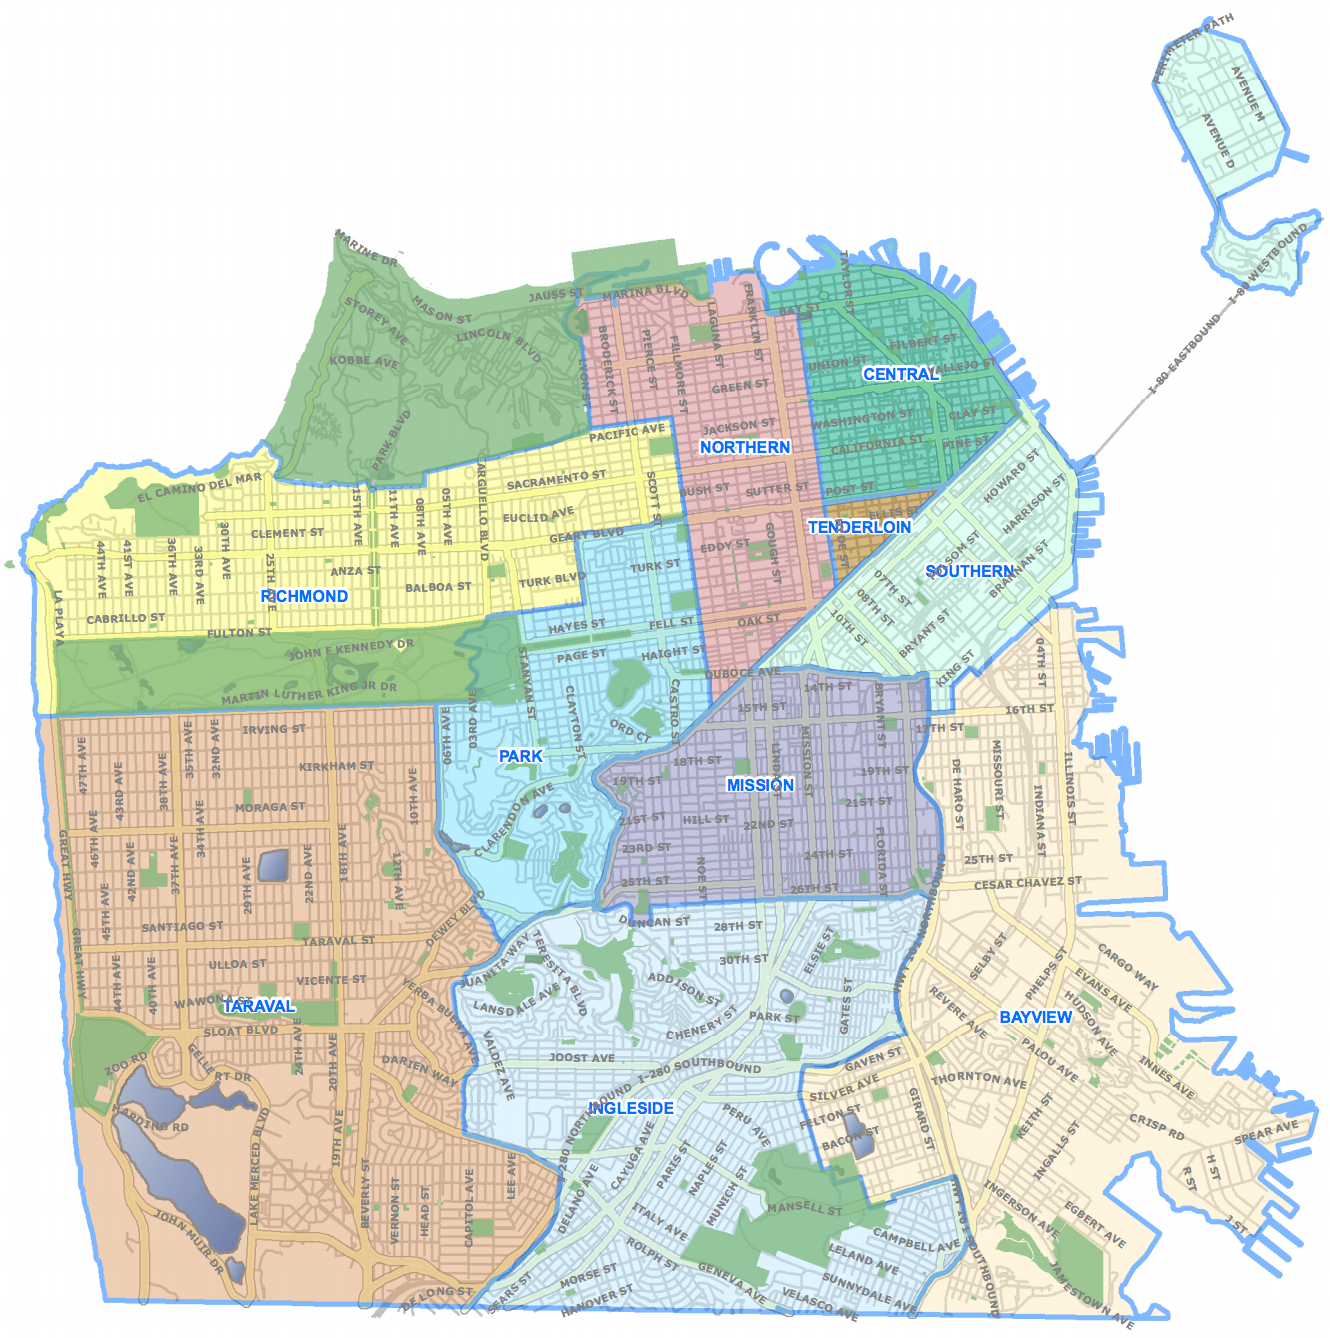 PERIMETER PATH
AVENUE M
AVENUE D
I-80 WESTBOUND
I-80 EASTBOUND
MARINE DR
MASON ST
STOREY AVE
LINCOLN BLVD
KOBBE AVE
PARK BLVD
JAUSS ST
MARINA BLVD
LYON ST
BRODERICK ST
PIERCE ST
FILLMORE ST
LAGUNA ST
FRANKLIN ST
TAYLOR ST
BAY ST
FILBERT ST
UNION ST
CENTRAL
VALLEJO ST
GREEN ST
WASHINGTON ST
CLAY ST
JACKSON ST
NORTHERN
CALIFORNIA ST
PINE ST
PACIFIC AVE
EL CAMINO DEL MAR
SACRAMENTO ST
SCOTT ST
BUSH ST
SUTTER ST
POST ST
HOWARD ST
HARRISON ST
15TH AVE
11TH AVE
08TH AVE
05TH AVE
ARGUELLO BLVD
EUCLID AVE
GEARY BLVD
ELLIS ST
TENDERLOIN
CLEMENT ST
30TH AVE
44TH AVE
41ST AVE
36TH AVE
33RD AVE
25TH AVE
ANZA ST
BALBOA ST
TURK BLVD
TURK ST
EDDY ST
GOUGH ST
FOLSOM ST
SOUTHERN
BRANNAN ST
RICHMOND
LA PLAYA
CABRILLO ST
FULTON ST
07TH ST
08TH ST
10TH ST
BRYANT ST
HAYES ST
FELL ST
OAK ST
JOHN F KENNEDY DR
PAGE ST
HAIGHT ST
STANYAN ST
MARTIN LUTHER KING JR DR
DUBOCE AVE
KING ST
04TH ST
14TH ST
15TH ST
16TH ST
17TH ST
BRYANT ST
CLAYTON ST
CASTRO ST
ORD CT
06TH AVE
03RD AVE
IRVING ST
PARK
18TH ST
LINDA ST
MISSION ST
19TH ST
19TH ST
MISSION
47TH AVE
43RD AVE
38TH AVE
35TH AVE
32ND AVE
KIRKHAM ST
10TH AVE
MORAGA ST
CLARENDON AVE
21ST ST
HILL ST
22ND ST
21ST ST
DE HARO ST
MISSOURI ST
INDIANA ST
ILLINOIS ST
46TH AVE
42ND AVE
37TH AVE
34TH AVE
29TH AVE
22ND AVE
18TH AVE
12TH AVE
23RD ST
24TH ST
NOE ST
FLORIDA ST
25TH ST
25TH ST
26TH ST
CESAR CHAVEZ ST
GREAT HWY
45TH AVE
SANTIAGO ST
TARAVAL ST
DEWEY BLVD
DUNCAN ST
28TH ST
HWY 101 NORTHBOUND
GREAT HWY
44TH AVE
40TH AVE
ULLOA ST
VICENTE ST
JUANITA WAY
TERESITA BLVD
30TH ST
ELSIE ST
SELBY ST
PHELPS ST
CARGO WAY
EVANS AVE
WAWONA ST
TARAVAL
YERBA BUENA AVE
LANSDALE AVE
ADDISON ST
PARK ST
GATES ST
REVERE AVE
BAYVIEW
HUDSON AVE
SLOAT BLVD
24TH AVE
20TH AVE
CHENERY ST
PALOU AVE
ZOO RD
GELLERT DR
DARIEN WAY
VALDEZ AVE
JOOST AVE
I-280 SOUTHBOUND
GAVEN ST
SILVER AVE
GIRARD ST
THORNTON AVE
INNES AVE
HARDING RD
INGLESIDE
I-280 NORTHBOUND
PERU AVE
FELTON ST
BACON ST
KEITH ST
CRISP RD
SPEAR AVE
19TH AVE
LAKE MERCED BLVD
BEVERLY ST
VERNON ST
HEAD ST
CAPITOL AVE
LEE AVE
CAYUGA AVE
DELANO AVE
PARIS ST
NAPLES ST
MUNICH ST
INGALLS ST
R ST
H ST
J ST
MANSELL ST
ITALY AVE
INGERSON AVE
EGBERT AVE
JOHN MUIR DR
ROLPH ST
CAMPBELL AVE
LELAND AVE
GENEVA AVE
HWY 101 SOUTHBOUND
JAMESTOWN AVE
DE LONG ST
SEARS ST
MORSE ST
HANOVER ST
SUNNYDALE AVE
VELASCO AVE